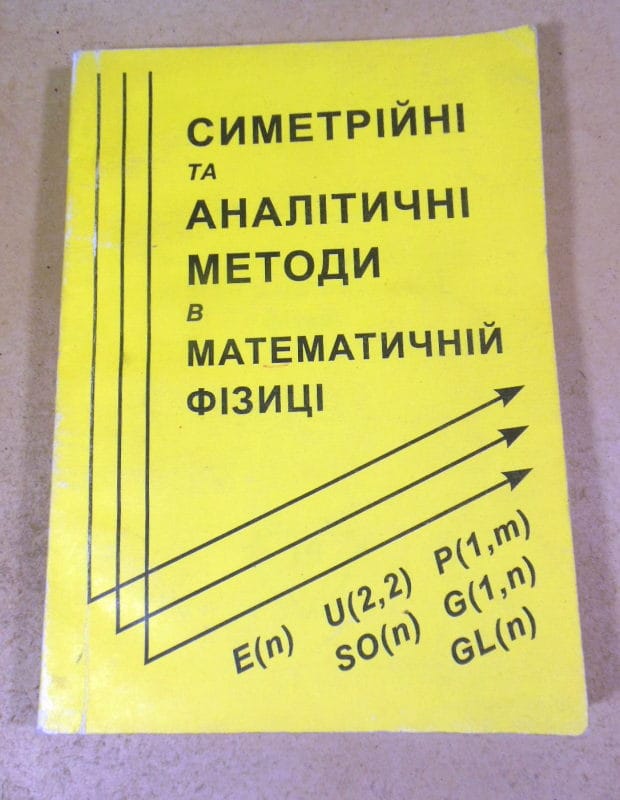 СИМЕТРІЙНІ
ТА
АНАЛІТИЧНІ
МЕТОДИ
В
МАТЕМАТИЧНІЙ
ФІЗИЦІ
E(n) U(2,2) P(1,m)
SO(n) G(1,n)
GL(n)